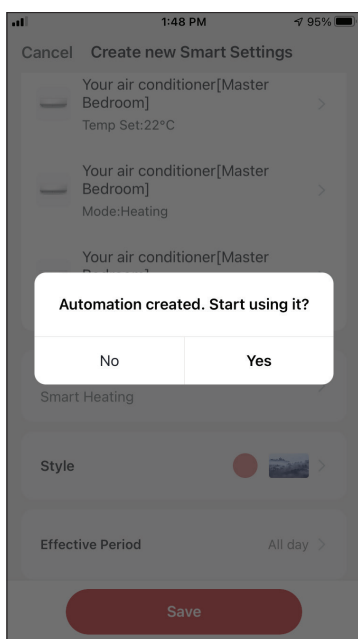 1:48 PM
95%
Cancel Create new Smart Settings
Your air conditioner[Master
Bedroom]
Temp Set:22°C
Your air conditioner[Master
Bedroom]
Mode:Heating
Your air conditioner[Master
Automation created. Start using it?
No Yes
Smart Heating
Style
Effective Period All day
Save